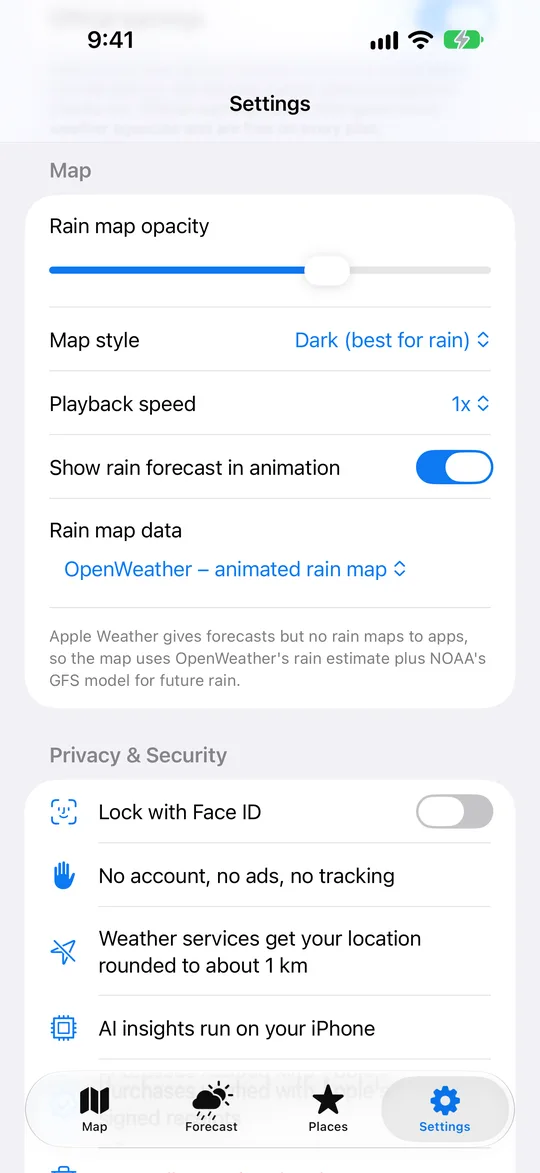 9:41
Settings
Map
Rain map opacity
Map style
Dark (best for rain)
Playback speed
1x
Show rain forecast in animation
Rain map data
OpenWeather – animated rain map
Apple Weather gives forecasts but no rain maps to apps,
so the map uses OpenWeather's rain estimate plus NOAA's
GFS model for future rain.
Privacy & Security
Lock with Face ID
No account, no ads, no tracking
Weather services get your location
rounded to about 1 km
AI insights run on your iPhone
Map
Forecast
Places
Settings